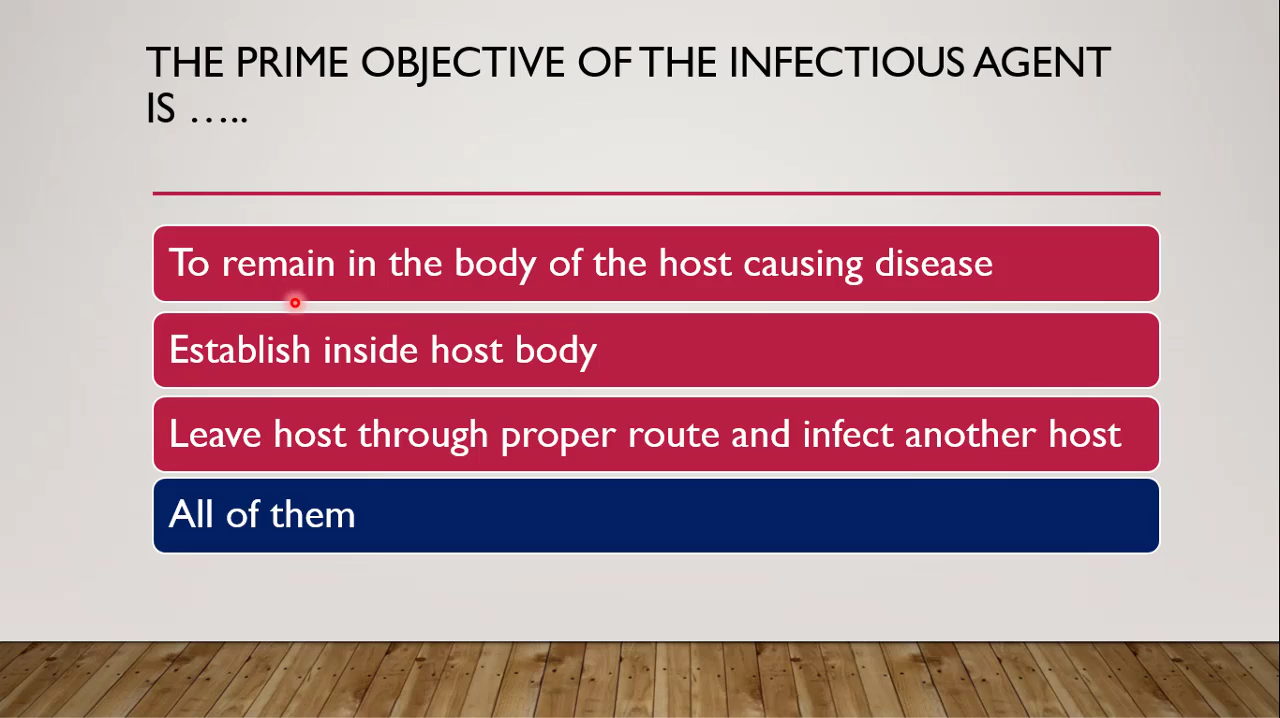 THE PRIME OBJECTIVE OF THE INFECTIOUS AGENT
IS …..
To remain in the body of the host causing disease
Establish inside host body
Leave host through proper route and infect another host
All of them